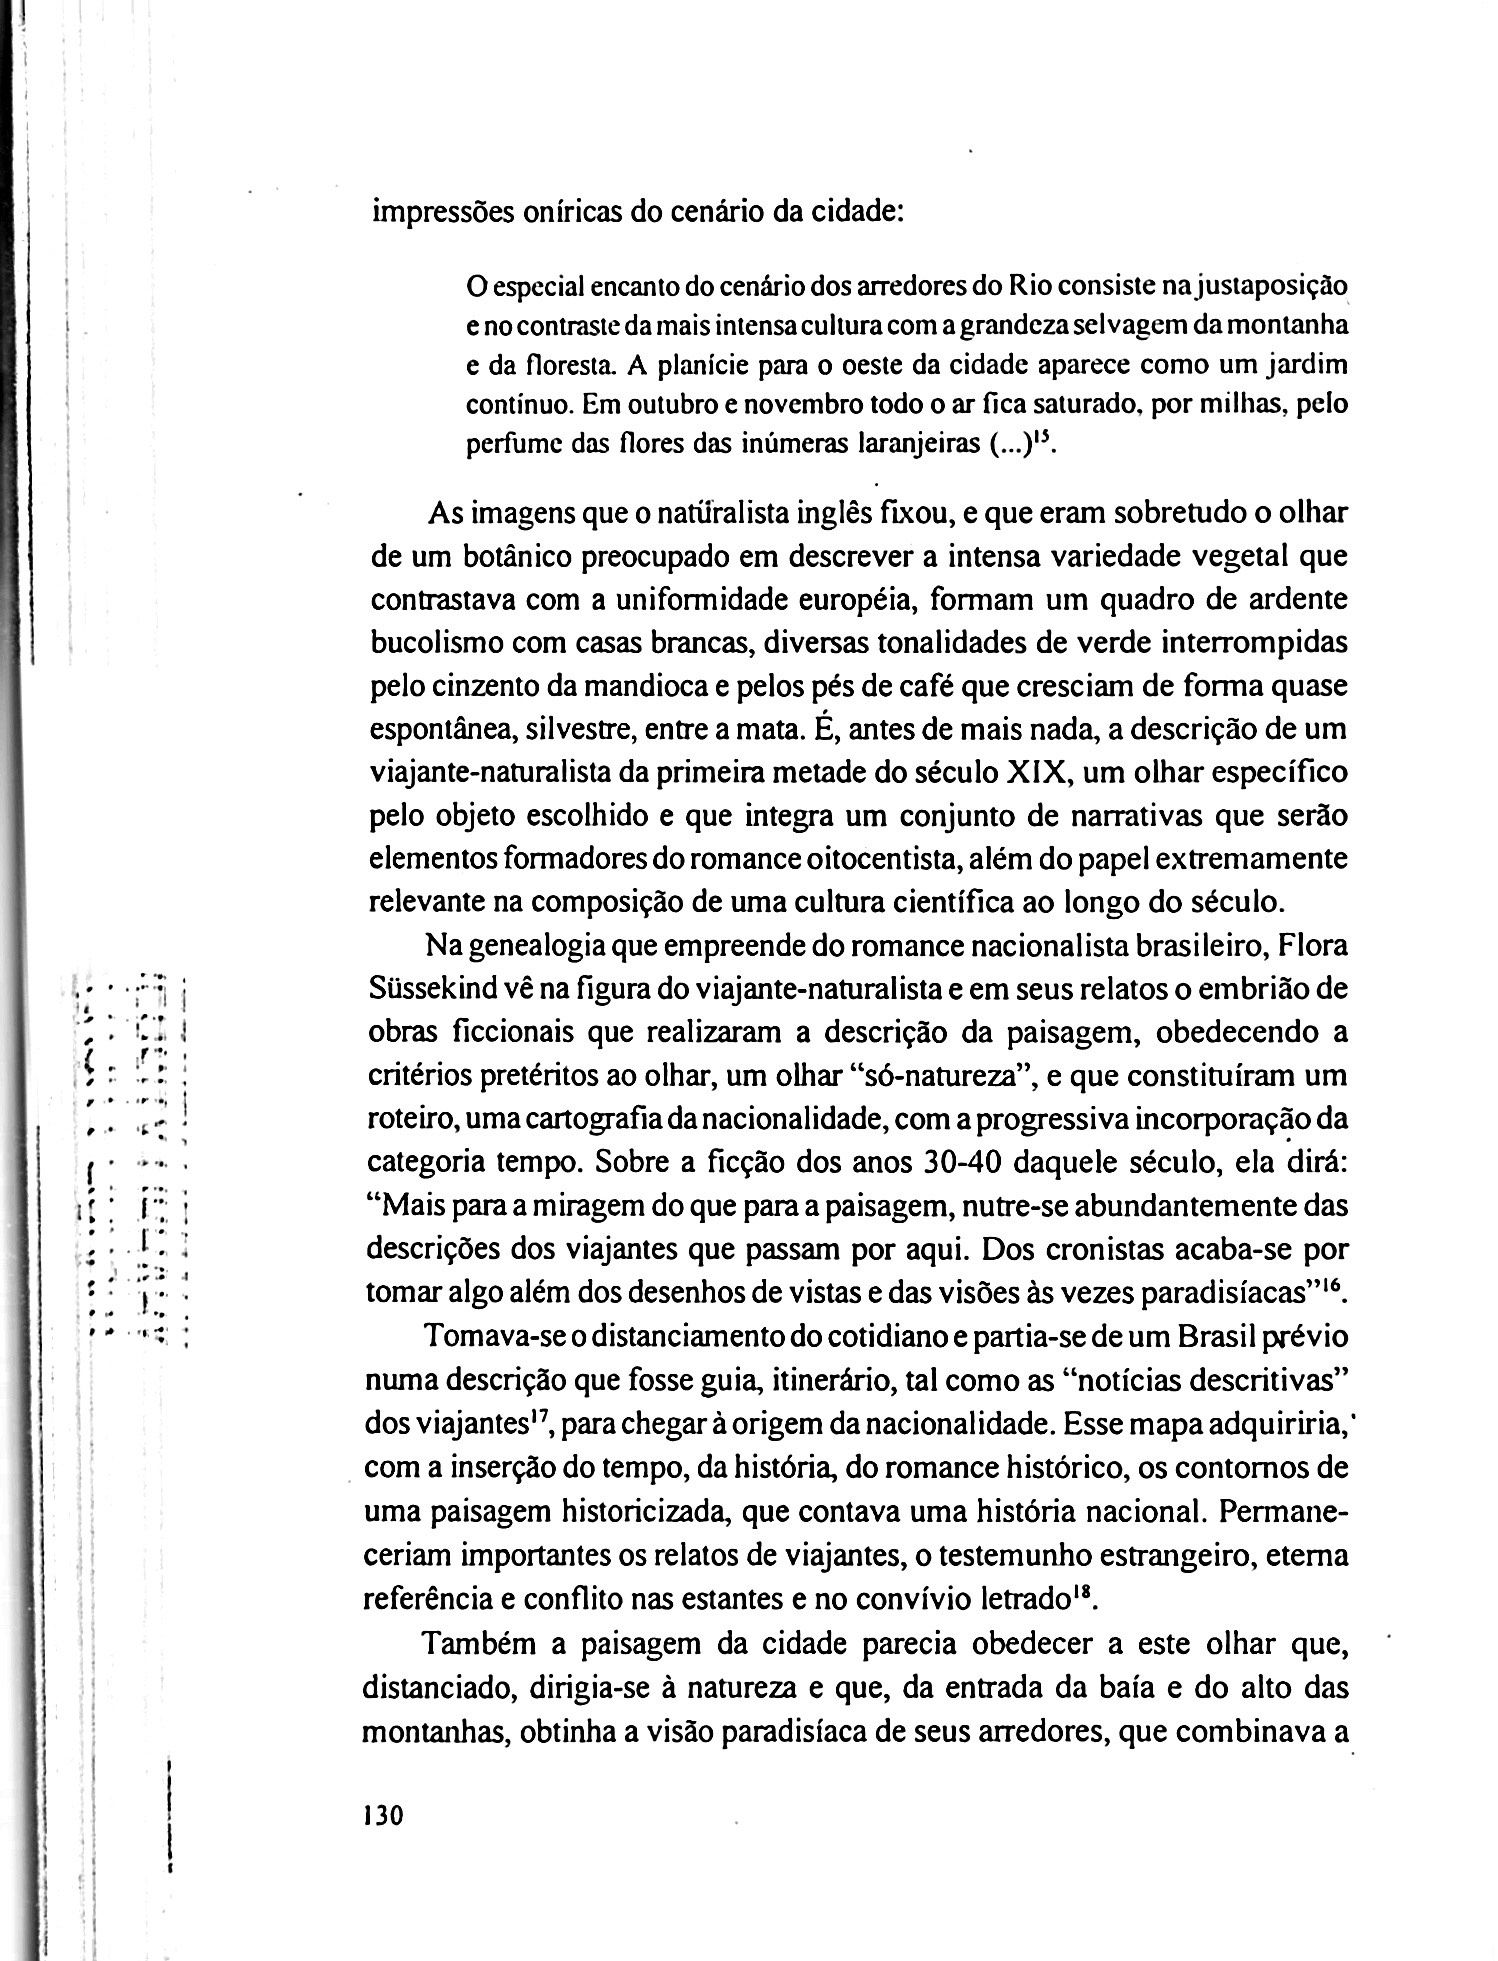 impressões oníricas do cenário da cidade:
O especial encanto do cenário dos arredores do Rio consiste na justaposição
e no contraste da mais intensa cultura com a grandeza selvagem da montanha
e da floresta. A planície para o oeste da cidade aparece como um jardim
contínuo. Em outubro e novembro todo o ar fica saturado, por milhas, pelo
perfume das flores das inúmeras laranjeiras (...)¹⁵.
As imagens que o naturalista inglês fixou, e que eram sobretudo o olhar
de um botânico preocupado em descrever a intensa variedade vegetal que
contrastava com a uniformidade européia, formam um quadro de ardente
bucolismo com casas brancas, diversas tonalidades de verde interrompidas
pelo cinzento da mandioca e pelos pés de café que cresciam de forma quase
espontânea, silvestre, entre a mata. É, antes de mais nada, a descrição de um
viajante-naturalista da primeira metade do século XIX, um olhar específico
pelo objeto escolhido e que integra um conjunto de narrativas que serão
elementos formadores do romance oitocentista, além do papel extremamente
relevante na composição de uma cultura científica ao longo do século.
Na genealogia que empreende do romance nacionalista brasileiro, Flora
Süssekind vê na figura do viajante-naturalista e em seus relatos o embrião de
obras ficcionais que realizaram a descrição da paisagem, obedecendo a
critérios pretéritos ao olhar, um olhar “só-natureza”, e que constituíram um
roteiro, uma cartografia da nacionalidade, com a progressiva incorporação da
categoria tempo. Sobre a ficção dos anos 30-40 daquele século, ela dirá:
“Mais para a miragem do que para a paisagem, nutre-se abundantemente das
descrições dos viajantes que passam por aqui. Dos cronistas acaba-se por
tomar algo além dos desenhos de vistas e das visões às vezes paradisíacas”¹⁶.
Tomava-se o distanciamento do cotidiano e partia-se de um Brasil prévio
numa descrição que fosse guia, itinerário, tal como as “notícias descritivas”
dos viajantes¹⁷, para chegar à origem da nacionalidade. Esse mapa adquiriria,
com a inserção do tempo, da história, do romance histórico, os contornos de
uma paisagem historicizada, que contava uma história nacional. Permane-
ceriam importantes os relatos de viajantes, o testemunho estrangeiro, eterna
referência e conflito nas estantes e no convívio letrado¹⁸.
Também a paisagem da cidade parecia obedecer a este olhar que,
distanciado, dirigia-se à natureza e que, da entrada da baía e do alto das
montanhas, obtinha a visão paradisíaca de seus arredores, que combinava a
130